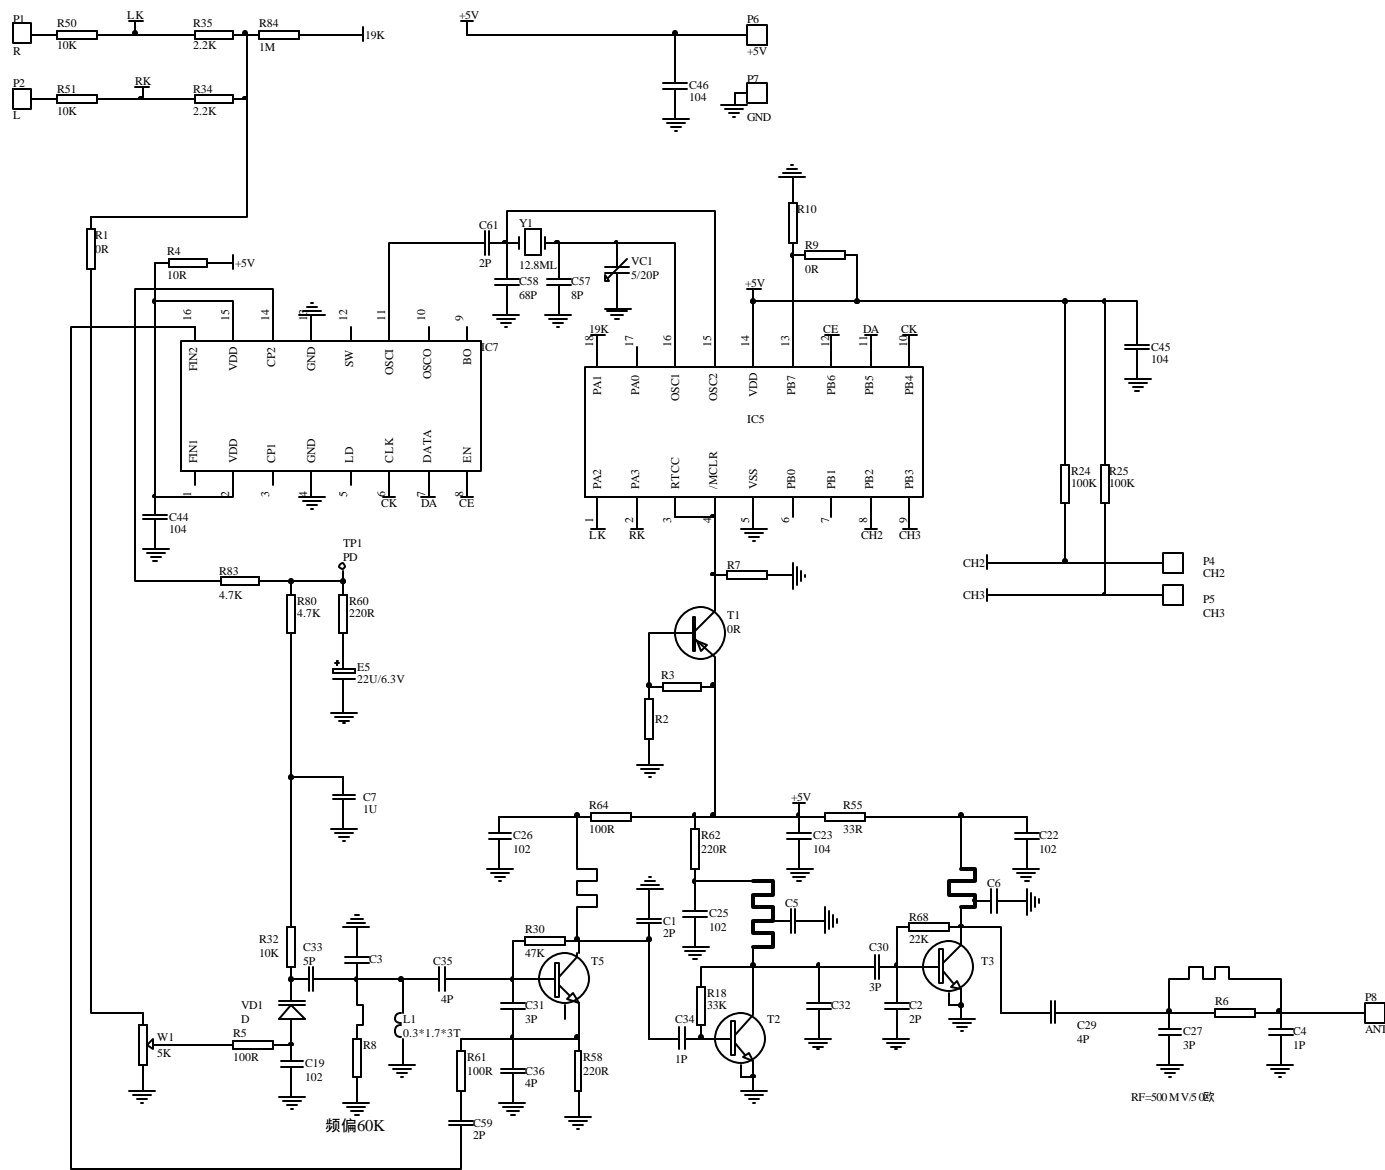 P1
R
R50
10K
LK
R35
2.2K
R84
1M
19K
+5V
P6
+5V
P2
L
R51
10K
RK
R34
2.2K
C46
104
P7
GND
R1
0R
R4
10R
+5V
C61
2P
Y1
12.8ML
C58
68P
C57
8P
VC1
5/20P
R10
R9
0R
+5V
16
15
14
13
12
11
10
9
IC7
FIN2
VDD
CP2
GND
SW
OSCI
OSCO
BO
FIN1
VDD
CP1
GND
LD
CLK
DATA
EN
1
2
3
4
5
6
7
8
CK
DA
CE
19K
CE
DA
CK
18
17
16
15
14
13
12
11
10
PA1
PA0
OSC1
OSC2
VDD
PB7
PB6
PB5
PB4
IC5
PA2
PA3
RTCC
/MCLR
VSS
PB0
PB1
PB2
PB3
1
2
3
4
5
6
7
8
9
LK
RK
CH2
CH3
C45
104
R24
100K
R25
100K
C44
104
TP1
PD
R83
4.7K
R80
4.7K
R60
220R
E5
22U/6.3V
R7
CH2
P4
CH2
CH3
P5
CH3
T1
0R
R3
R2
C7
1U
C26
102
R64
100R
R62
220R
+5V
C23
104
R55
33R
C22
102
C25
102
C5
C6
R32
10K
C33
5P
C3
C35
4P
R30
47K
T5
C1
2P
C30
3P
R68
22K
T3
VD1
D
L1
0.3*1.7*3T
C31
3P
R18
33K
C34
1P
T2
C32
C2
2P
W1
5K
R5
100R
C19
102
R8
R61
100R
C36
4P
R58
220R
C59
2P
C29
4P
R6
C27
3P
C4
1P
P8
ANT
频偏60K
RF=500MV/50欧